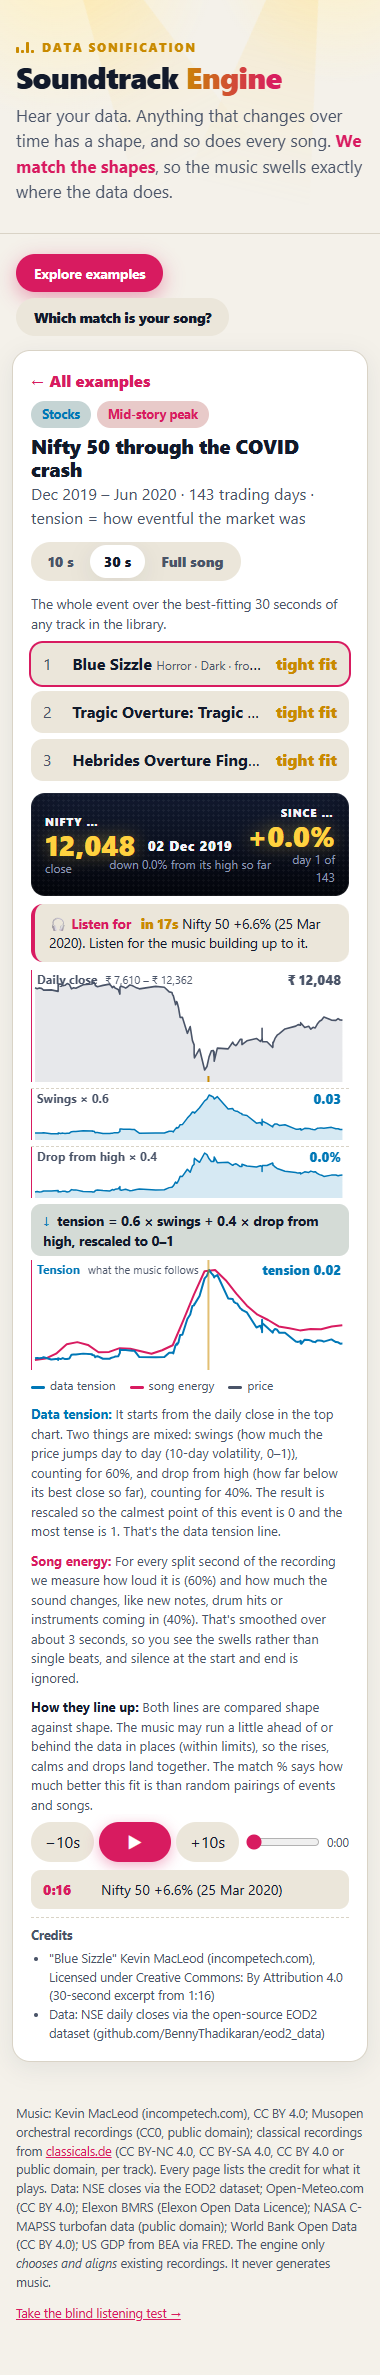 DATA SONIFICATION
Soundtrack Engine
Hear your data. Anything that changes over
time has a shape, and so does every song. We
match the shapes, so the music swells exactly
where the data does.
Explore examples
Which match is your song?
← All examples
Stocks Mid-story peak
Nifty 50 through the COVID
crash
Dec 2019 – Jun 2020 · 143 trading days ·
tension = how eventful the market was
10 s 30 s Full song
The whole event over the best-fitting 30 seconds of
any track in the library.
1 Blue Sizzle Horror · Dark · fro... tight fit
2 Tragic Overture: Tragic ... tight fit
3 Hebrides Overture Fing... tight fit
NIFTY ... SINCE ...
12,048 02 Dec 2019 +0.0%
close down 0.0% from its high so far day 1 of
143
🎧 Listen for in 17s Nifty 50 +6.6% (25 Mar
2020). Listen for the music building up to it.
Daily close ₹ 7,610 – ₹ 12,362 ₹ 12,048
Swings × 0.6 0.03
Drop from high × 0.4 0.0%
↓ tension = 0.6 × swings + 0.4 × drop from
high, rescaled to 0–1
Tension what the music follows tension 0.02
data tension song energy price
Data tension: It starts from the daily close in the top
chart. Two things are mixed: swings (how much the
price jumps day to day (10-day volatility, 0–1)),
counting for 60%, and drop from high (how far below
its best close so far), counting for 40%. The result is
rescaled so the calmest point of this event is 0 and the
most tense is 1. That's the data tension line.
Song energy: For every split second of the recording
we measure how loud it is (60%) and how much the
sound changes, like new notes, drum hits or
instruments coming in (40%). That's smoothed over
about 3 seconds, so you see the swells rather than
single beats, and silence at the start and end is
ignored.
How they line up: Both lines are compared shape
against shape. The music may run a little ahead of or
behind the data in places (within limits), so the rises,
calms and drops land together. The match % says how
much better this fit is than random pairings of events
and songs.
−10s ▶ +10s 0:00
0:16 Nifty 50 +6.6% (25 Mar 2020)
Credits
• "Blue Sizzle" Kevin MacLeod (incompetech.com),
Licensed under Creative Commons: By Attribution 4.0
(30-second excerpt from 1:16)
• Data: NSE daily closes via the open-source EOD2
dataset (github.com/BennyThadikaran/eod2_data)
Music: Kevin MacLeod (incompetech.com), CC BY 4.0; Musopen
orchestral recordings (CC0, public domain); classical recordings
from classicals.de (CC BY-NC 4.0, CC BY-SA 4.0, CC BY 4.0 or
public domain, per track). Every page lists the credit for what it
plays. Data: NSE closes via the EOD2 dataset; Open-Meteo.com
(CC BY 4.0); Elexon BMRS (Elexon Open Data Licence); NASA C-
MAPSS turbofan data (public domain); World Bank Open Data
(CC BY 4.0); US GDP from BEA via FRED. The engine only
chooses and aligns existing recordings. It never generates
music.
Take the blind listening test →